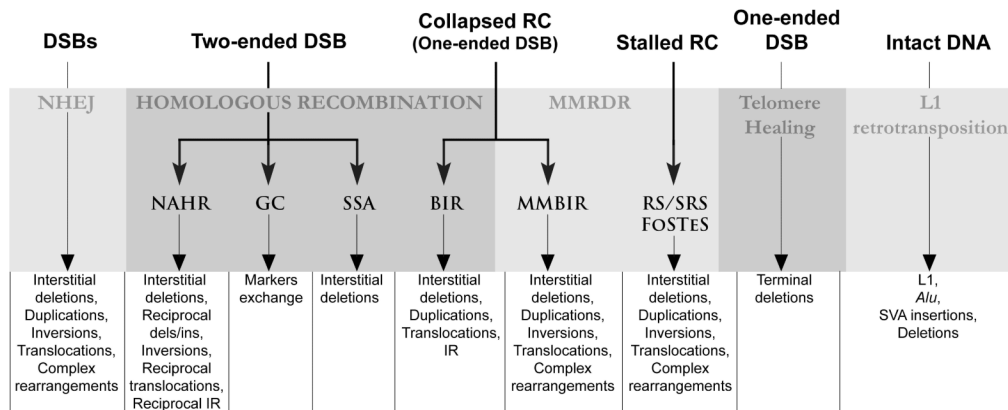 DSBs
Two-ended DSB
Collapsed RC
(One-ended DSB)
Stalled RC
One-ended
DSB
Intact DNA
NHEJ
HOMOLOGOUS RECOMBINATION
MMRDR
Telomere
Healing
L1
retrotransposition
NAHR
GC
SSA
BIR
MMBIR
RS/SRS
FoSTeS
Interstitial
deletions,
Duplications,
Inversions,
Translocations,
Complex
rearrangements
Interstitial
deletions,
Reciprocal
dels/ins,
Inversions,
Reciprocal
translocations,
Reciprocal IR
Markers
exchange
Interstitial
deletions
Interstitial
deletions,
Duplications,
Translocations,
IR
Interstitial
deletions,
Duplications,
Inversions,
Translocations,
Complex
rearrangements
Interstitial
deletions,
Duplications,
Inversions,
Translocations,
Complex
rearrangements
Terminal
deletions
L1,
Alu,
SVA insertions,
Deletions